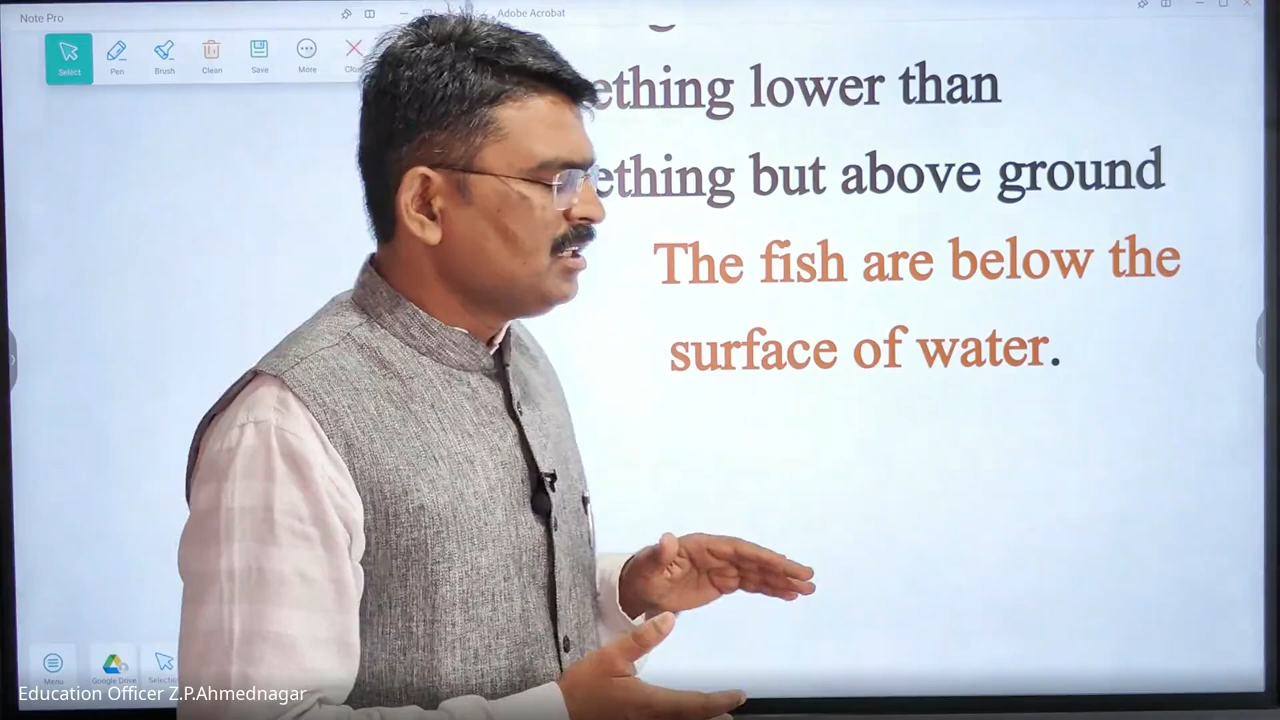 Note Pro
Adobe Acrobat
Select
Pen
Brush
Clean
Save
More
ething lower than
ething but above ground
The fish are below the
surface of water.
Menu
Google Drive
Education Officer Z.P.Ahmednagar